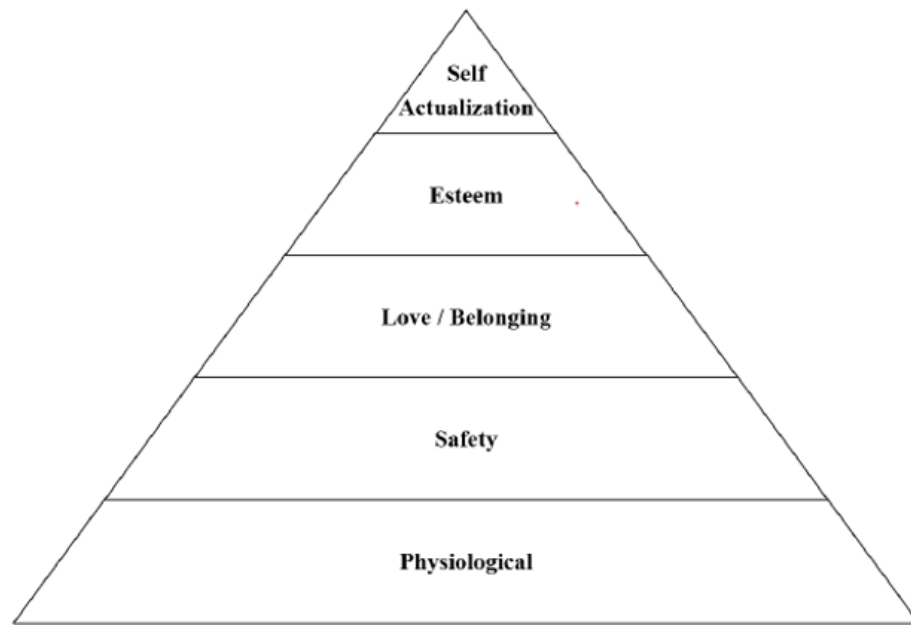 Self
Actualization
Esteem
Love / Belonging
Safety
Physiological